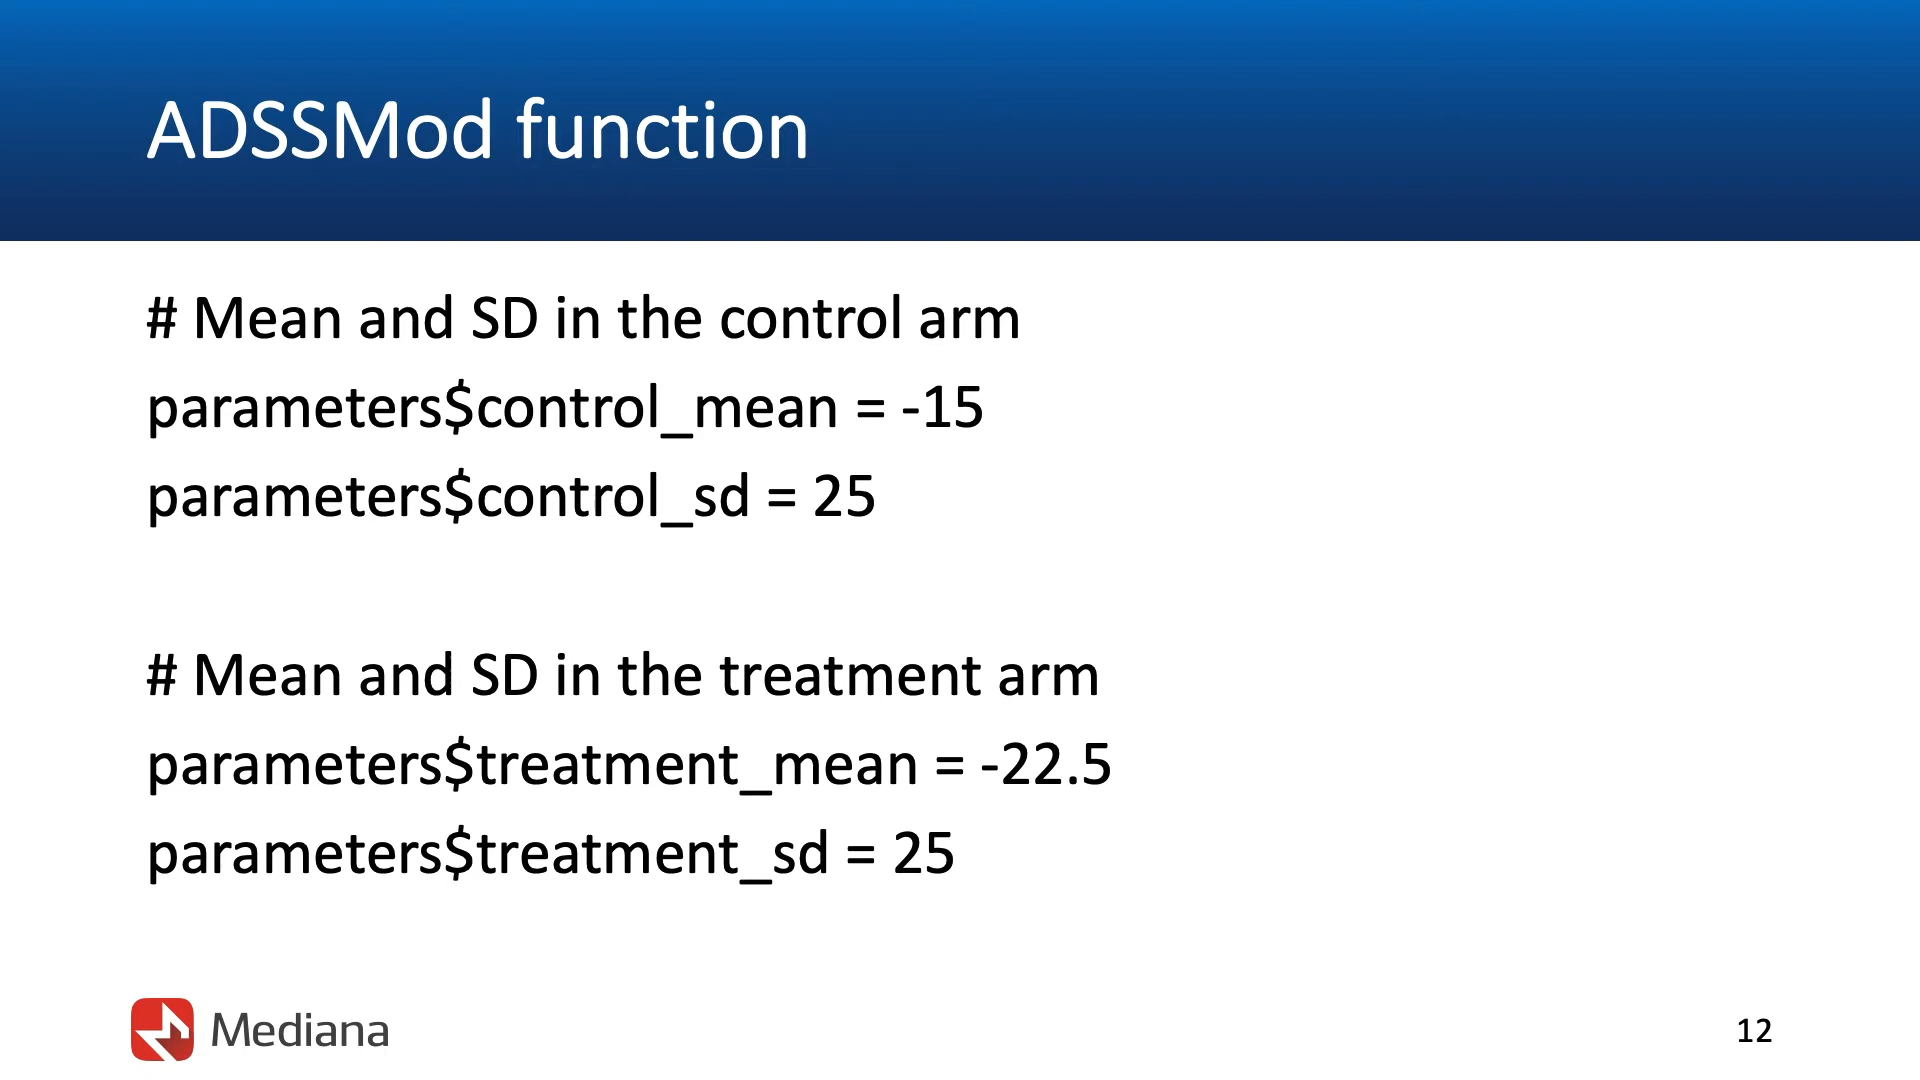 ADSSMod function
# Mean and SD in the control arm
parameters$control_mean = -15
parameters$control_sd = 25
# Mean and SD in the treatment arm
parameters$treatment_mean = -22.5
parameters$treatment_sd = 25
Mediana
12